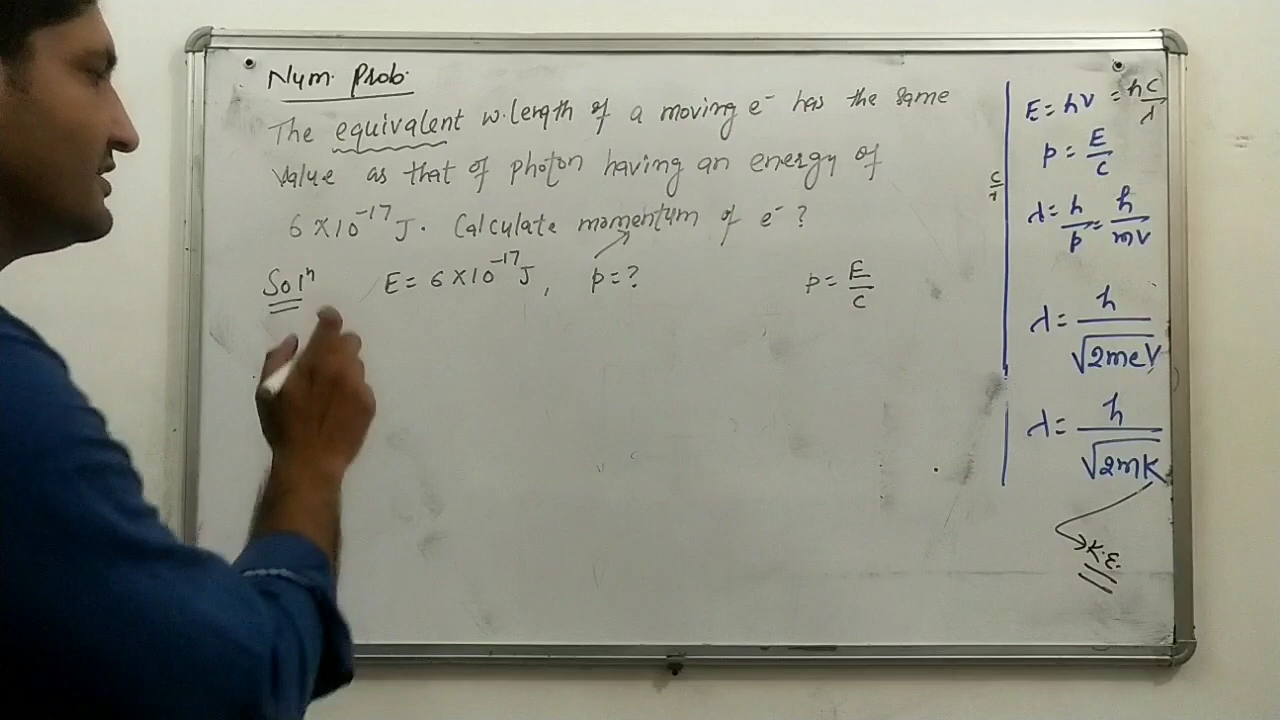 Num. Prob.
The equivalent w.length of a moving e⁻ has the same
value as that of photon having an energy of
6 × 10⁻¹⁷ J. Calculate momentum of e⁻ ?
Solⁿ E = 6 × 10⁻¹⁷ J, p = ? p = E/c
E = hν = hc/λ
p = E/c
c/λ
λ = h/p = h/mv
λ = h/√2meV
λ = h/√2mK
K.E.